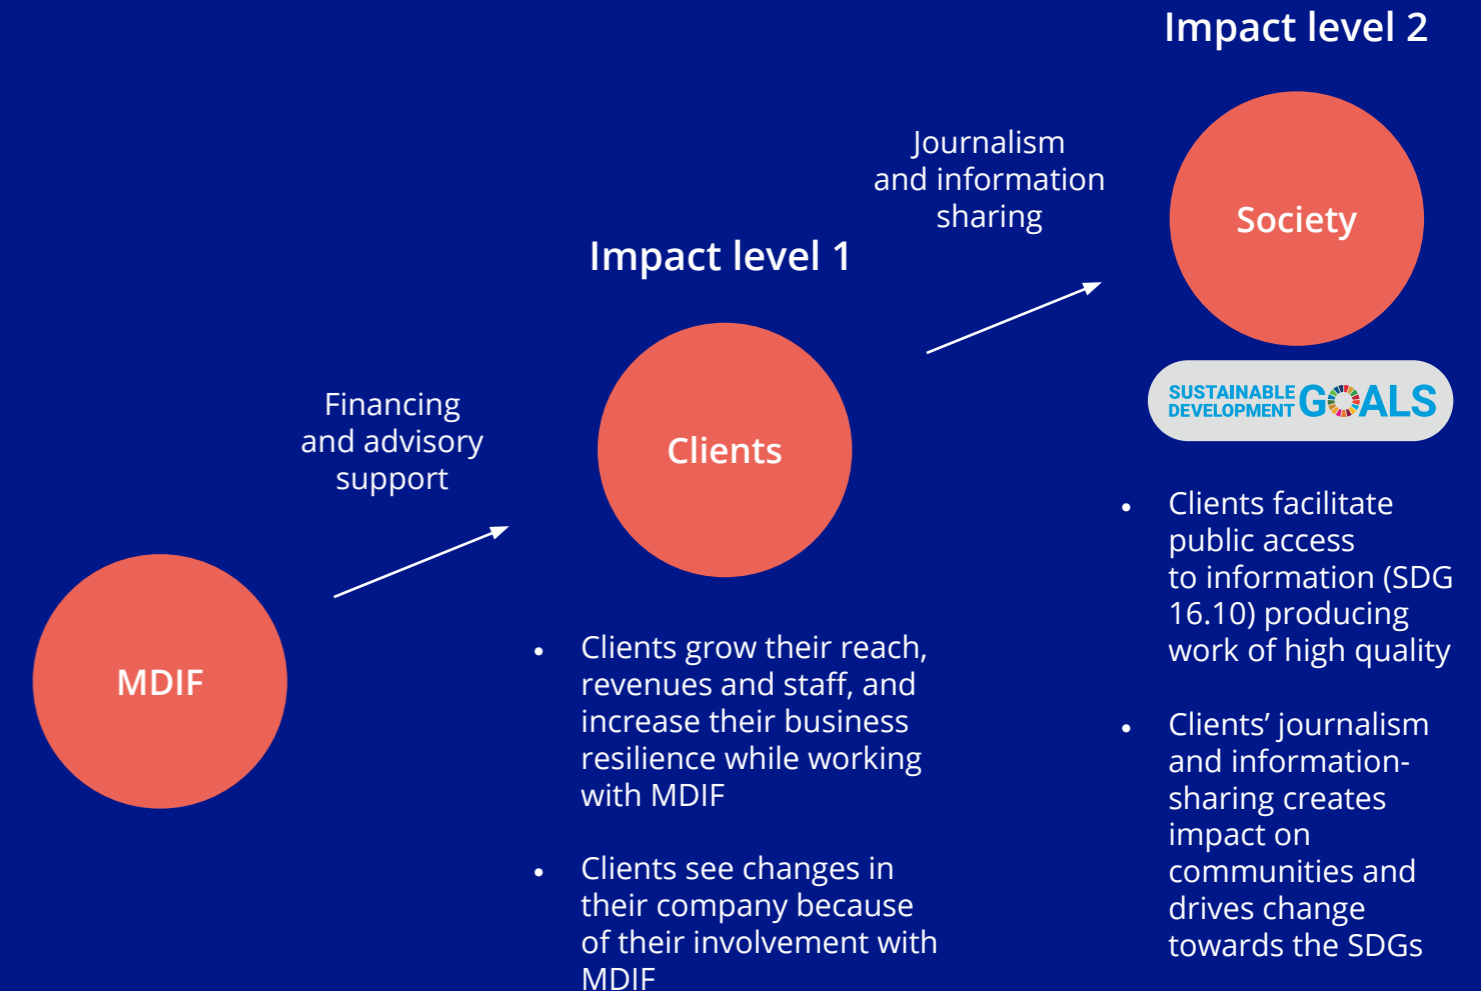 Impact level 2
Journalism
and information
sharing
Society
Impact level 1
SUSTAINABLE
DEVELOPMENT GOALS
Financing
and advisory
support
Clients
MDIF
• Clients grow their reach,
revenues and staff, and
increase their business
resilience while working
with MDIF
• Clients see changes in
their company because
of their involvement with
MDIF
• Clients facilitate
public access
to information (SDG
16.10) producing
work of high quality
• Clients’ journalism
and information-
sharing creates
impact on
communities and
drives change
towards the SDGs